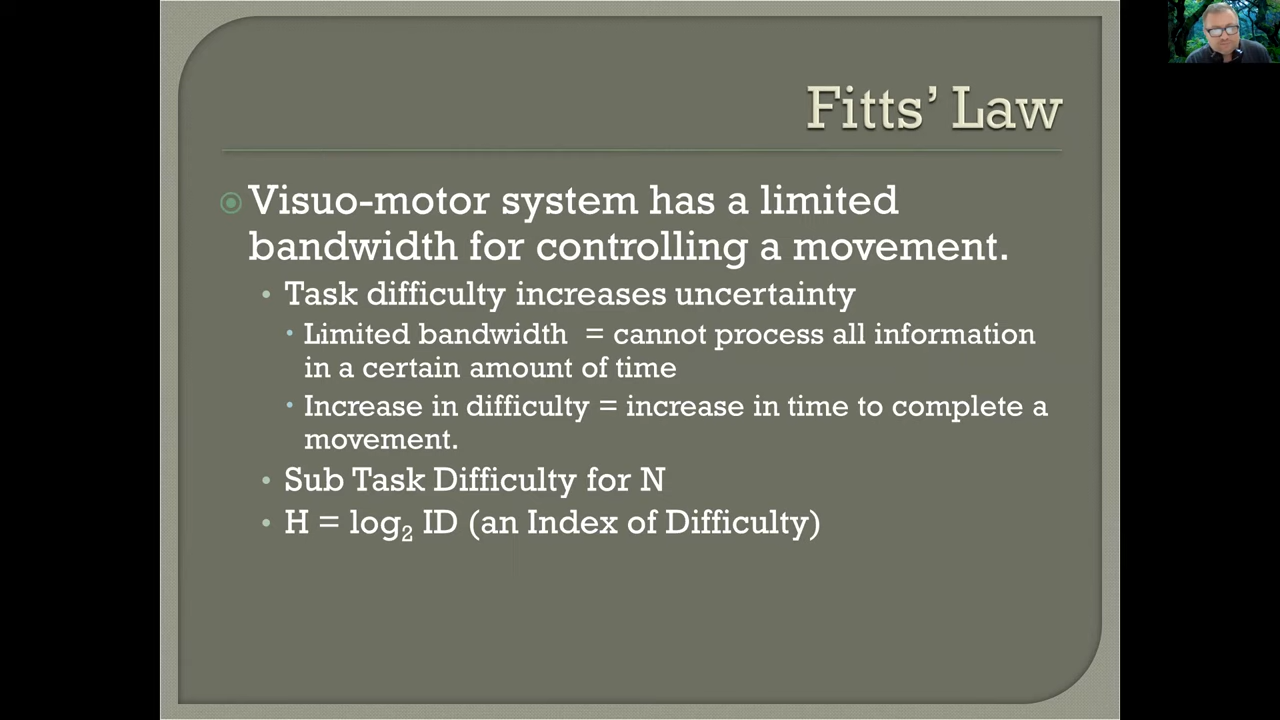 Fitts' Law
Visuo-motor system has a limited
bandwidth for controlling a movement.
Task difficulty increases uncertainty
Limited bandwidth = cannot process all information
in a certain amount of time
Increase in difficulty = increase in time to complete a
movement.
Sub Task Difficulty for N
H = log₂ ID (an Index of Difficulty)